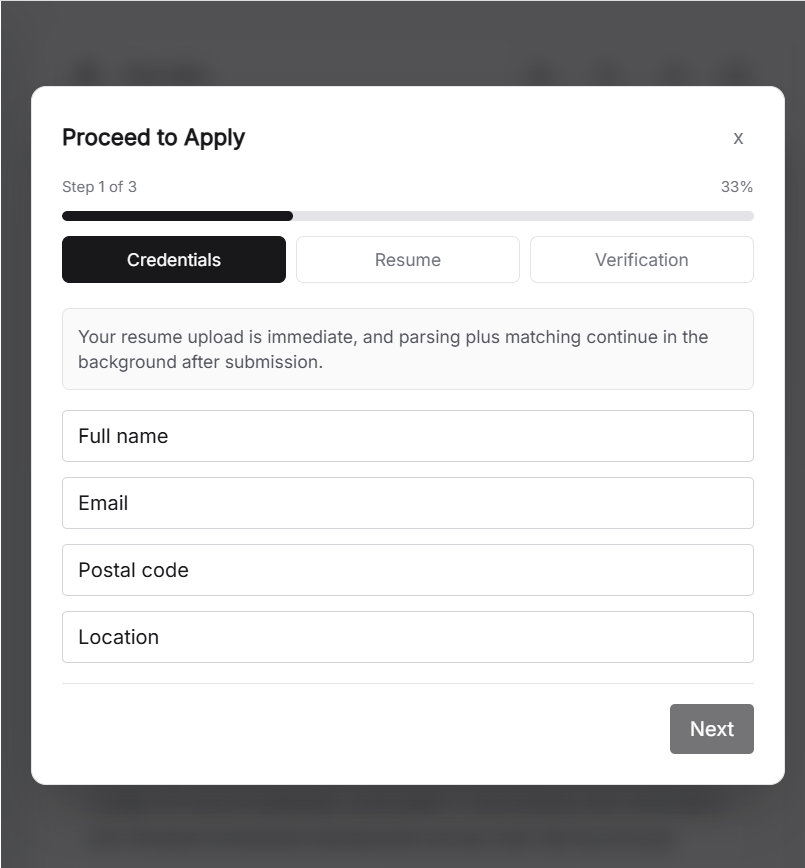 Proceed to Apply
x
Step 1 of 3
33%
Credentials
Resume
Verification
Your resume upload is immediate, and parsing plus matching continue in the
background after submission.
Full name
Email
Postal code
Location
Next